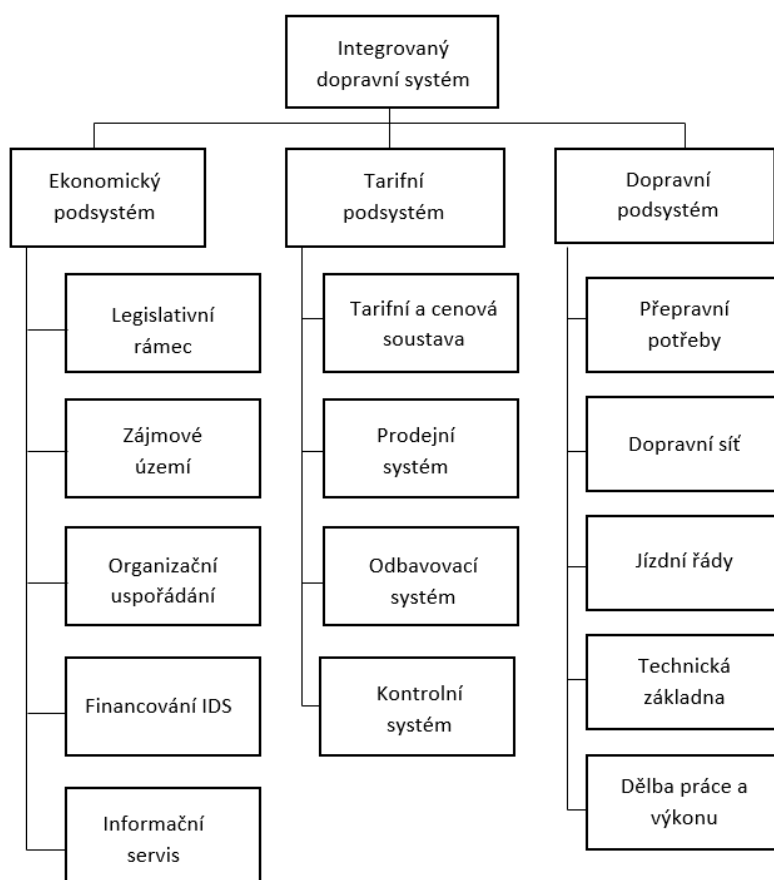 Integrovaný
dopravní systém
Ekonomický
podsystém
Tarifní
podsystém
Dopravní
podsystém
Legislativní
rámec
Zájmové
území
Organizační
uspořádání
Financování IDS
Informační
servis
Tarifní a cenová
soustava
Prodejní
systém
Odbavovací
systém
Kontrolní
systém
Přepravní
potřeby
Dopravní síť
Jízdní řády
Technická
základna
Dělba práce a
výkonu